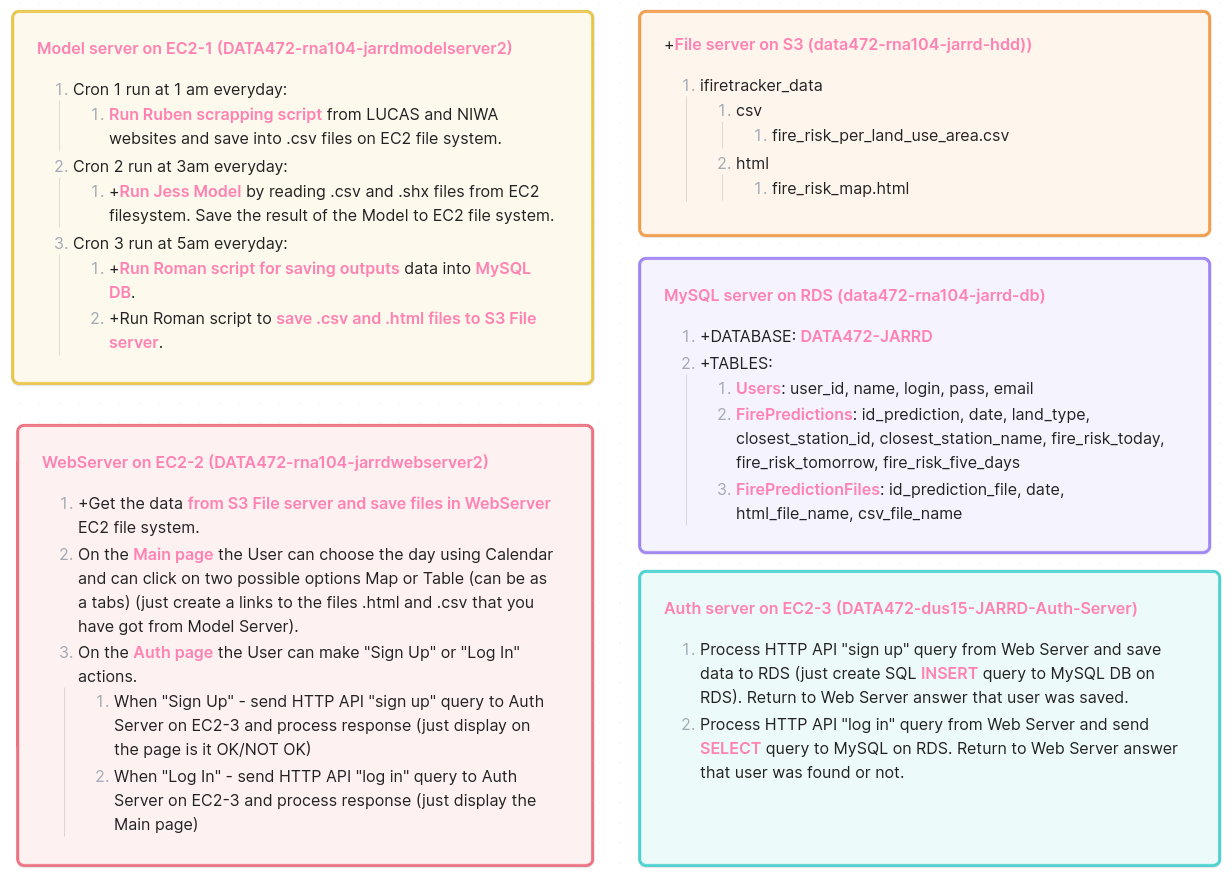 Model server on EC2-1 (DATA472-rna104-jarrdmodelserver2)
1. Cron 1 run at 1 am everyday:
1. Run Ruben scrapping script from LUCAS and NIWA
websites and save into .csv files on EC2 file system.
2. Cron 2 run at 3am everyday:
1. +Run Jess Model by reading .csv and .shx files from EC2
filesystem. Save the result of the Model to EC2 file system.
3. Cron 3 run at 5am everyday:
1. +Run Roman script for saving outputs data into MySQL
DB.
2. +Run Roman script to save .csv and .html files to S3 File
server.
WebServer on EC2-2 (DATA472-rna104-jarrdwebserver2)
1. +Get the data from S3 File server and save files in WebServer
EC2 file system.
2. On the Main page the User can choose the day using Calendar
and can click on two possible options Map or Table (can be as
a tabs) (just create a links to the files .html and .csv that you
have got from Model Server).
3. On the Auth page the User can make "Sign Up" or "Log In"
actions.
1. When "Sign Up" - send HTTP API "sign up" query to Auth
Server on EC2-3 and process response (just display on
the page is it OK/NOT OK)
2. When "Log In" - send HTTP API "log in" query to Auth
Server on EC2-3 and process response (just display the
Main page)
+File server on S3 (data472-rna104-jarrd-hdd))
1. ifiretracker_data
1. csv
1. fire_risk_per_land_use_area.csv
2. html
1. fire_risk_map.html
MySQL server on RDS (data472-rna104-jarrd-db)
1. +DATABASE: DATA472-JARRD
2. +TABLES:
1. Users: user_id, name, login, pass, email
2. FirePredictions: id_prediction, date, land_type,
closest_station_id, closest_station_name, fire_risk_today,
fire_risk_tomorrow, fire_risk_five_days
3. FirePredictionFiles: id_prediction_file, date,
html_file_name, csv_file_name
Auth server on EC2-3 (DATA472-dus15-JARRD-Auth-Server)
1. Process HTTP API "sign up" query from Web Server and save
data to RDS (just create SQL INSERT query to MySQL DB on
RDS). Return to Web Server answer that user was saved.
2. Process HTTP API "log in" query from Web Server and send
SELECT query to MySQL on RDS. Return to Web Server answer
that user was found or not.